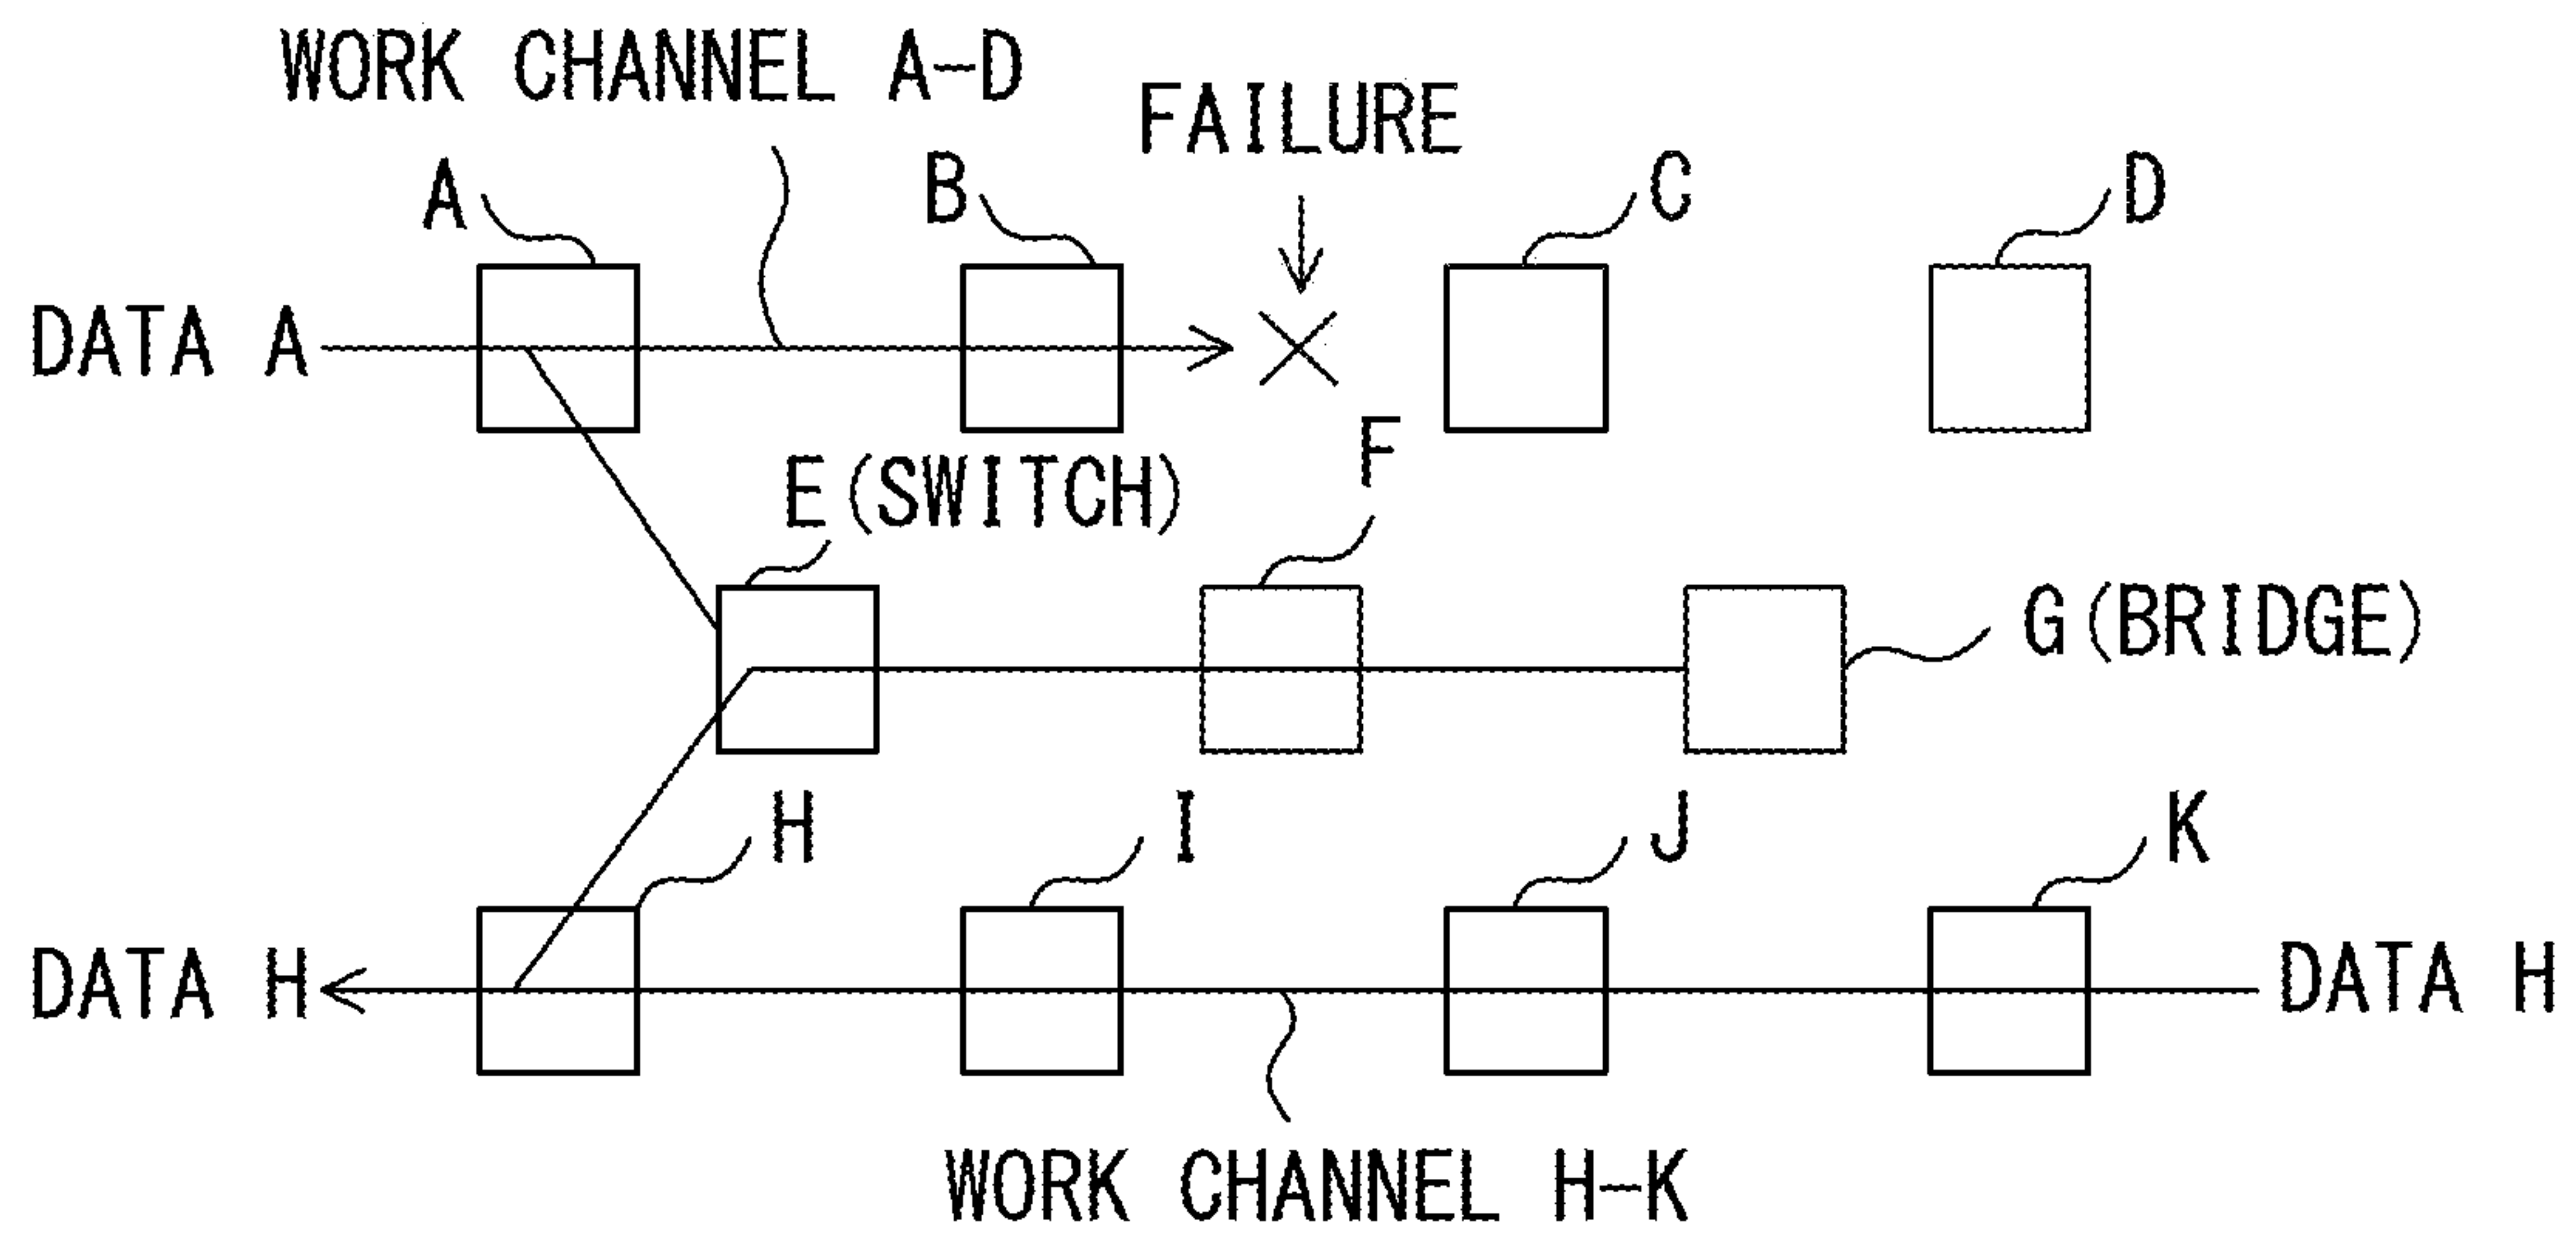 WORK CHANNEL A-D
FAILURE
A
B
C
D
DATA A
F
E(SWITCH)
G(BRIDGE)
H
I
J
K
DATA H
DATA H
WORK CHANNEL H-K